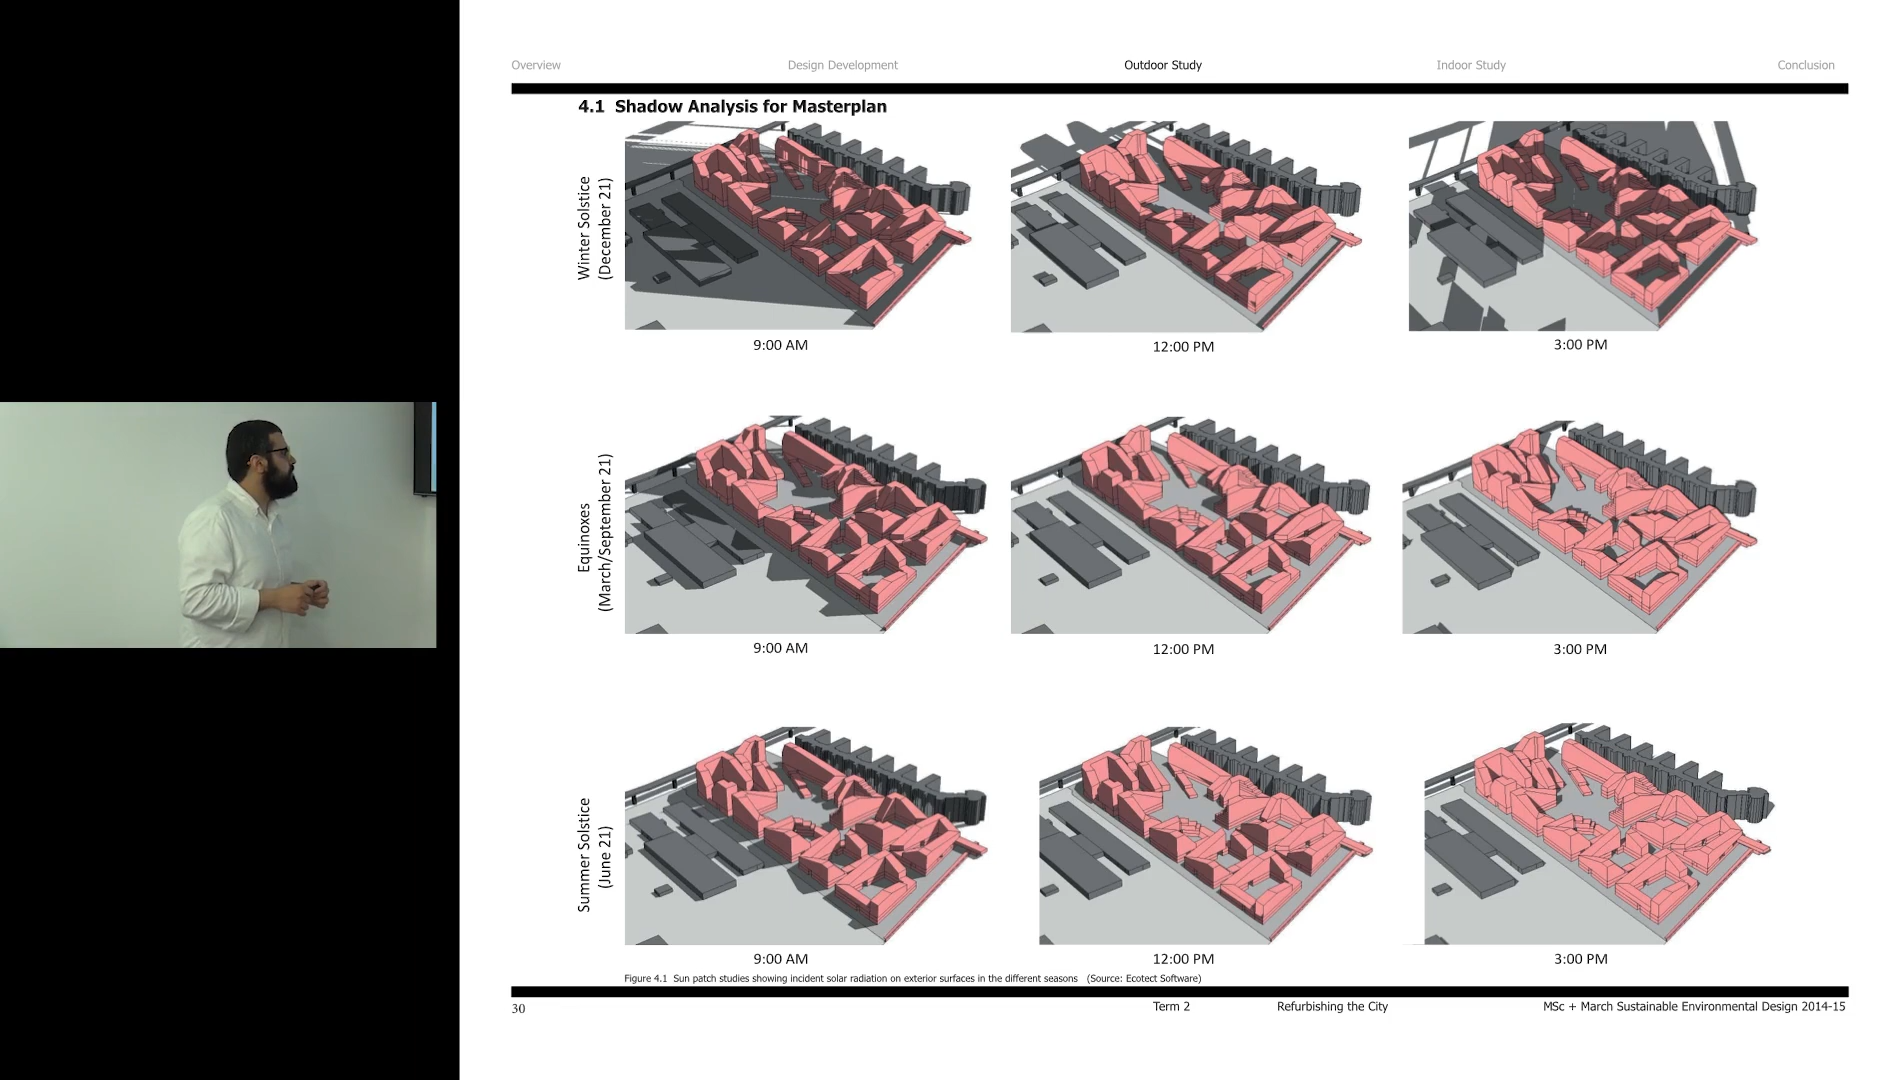 Overview
Design Development
Outdoor Study
Indoor Study
Conclusion
4.1 Shadow Analysis for Masterplan
Winter Solstice
(December 21)
9:00 AM
12:00 PM
3:00 PM
Equinoxes
(March/September 21)
9:00 AM
12:00 PM
3:00 PM
Summer Solstice
(June 21)
9:00 AM
12:00 PM
3:00 PM
Figure 4.1 Sun patch studies showing incident solar radiation on exterior surfaces in the different seasons (Source: Ecotect Software)
30
Term 2
Refurbishing the City
MSc + March Sustainable Environmental Design 2014-15